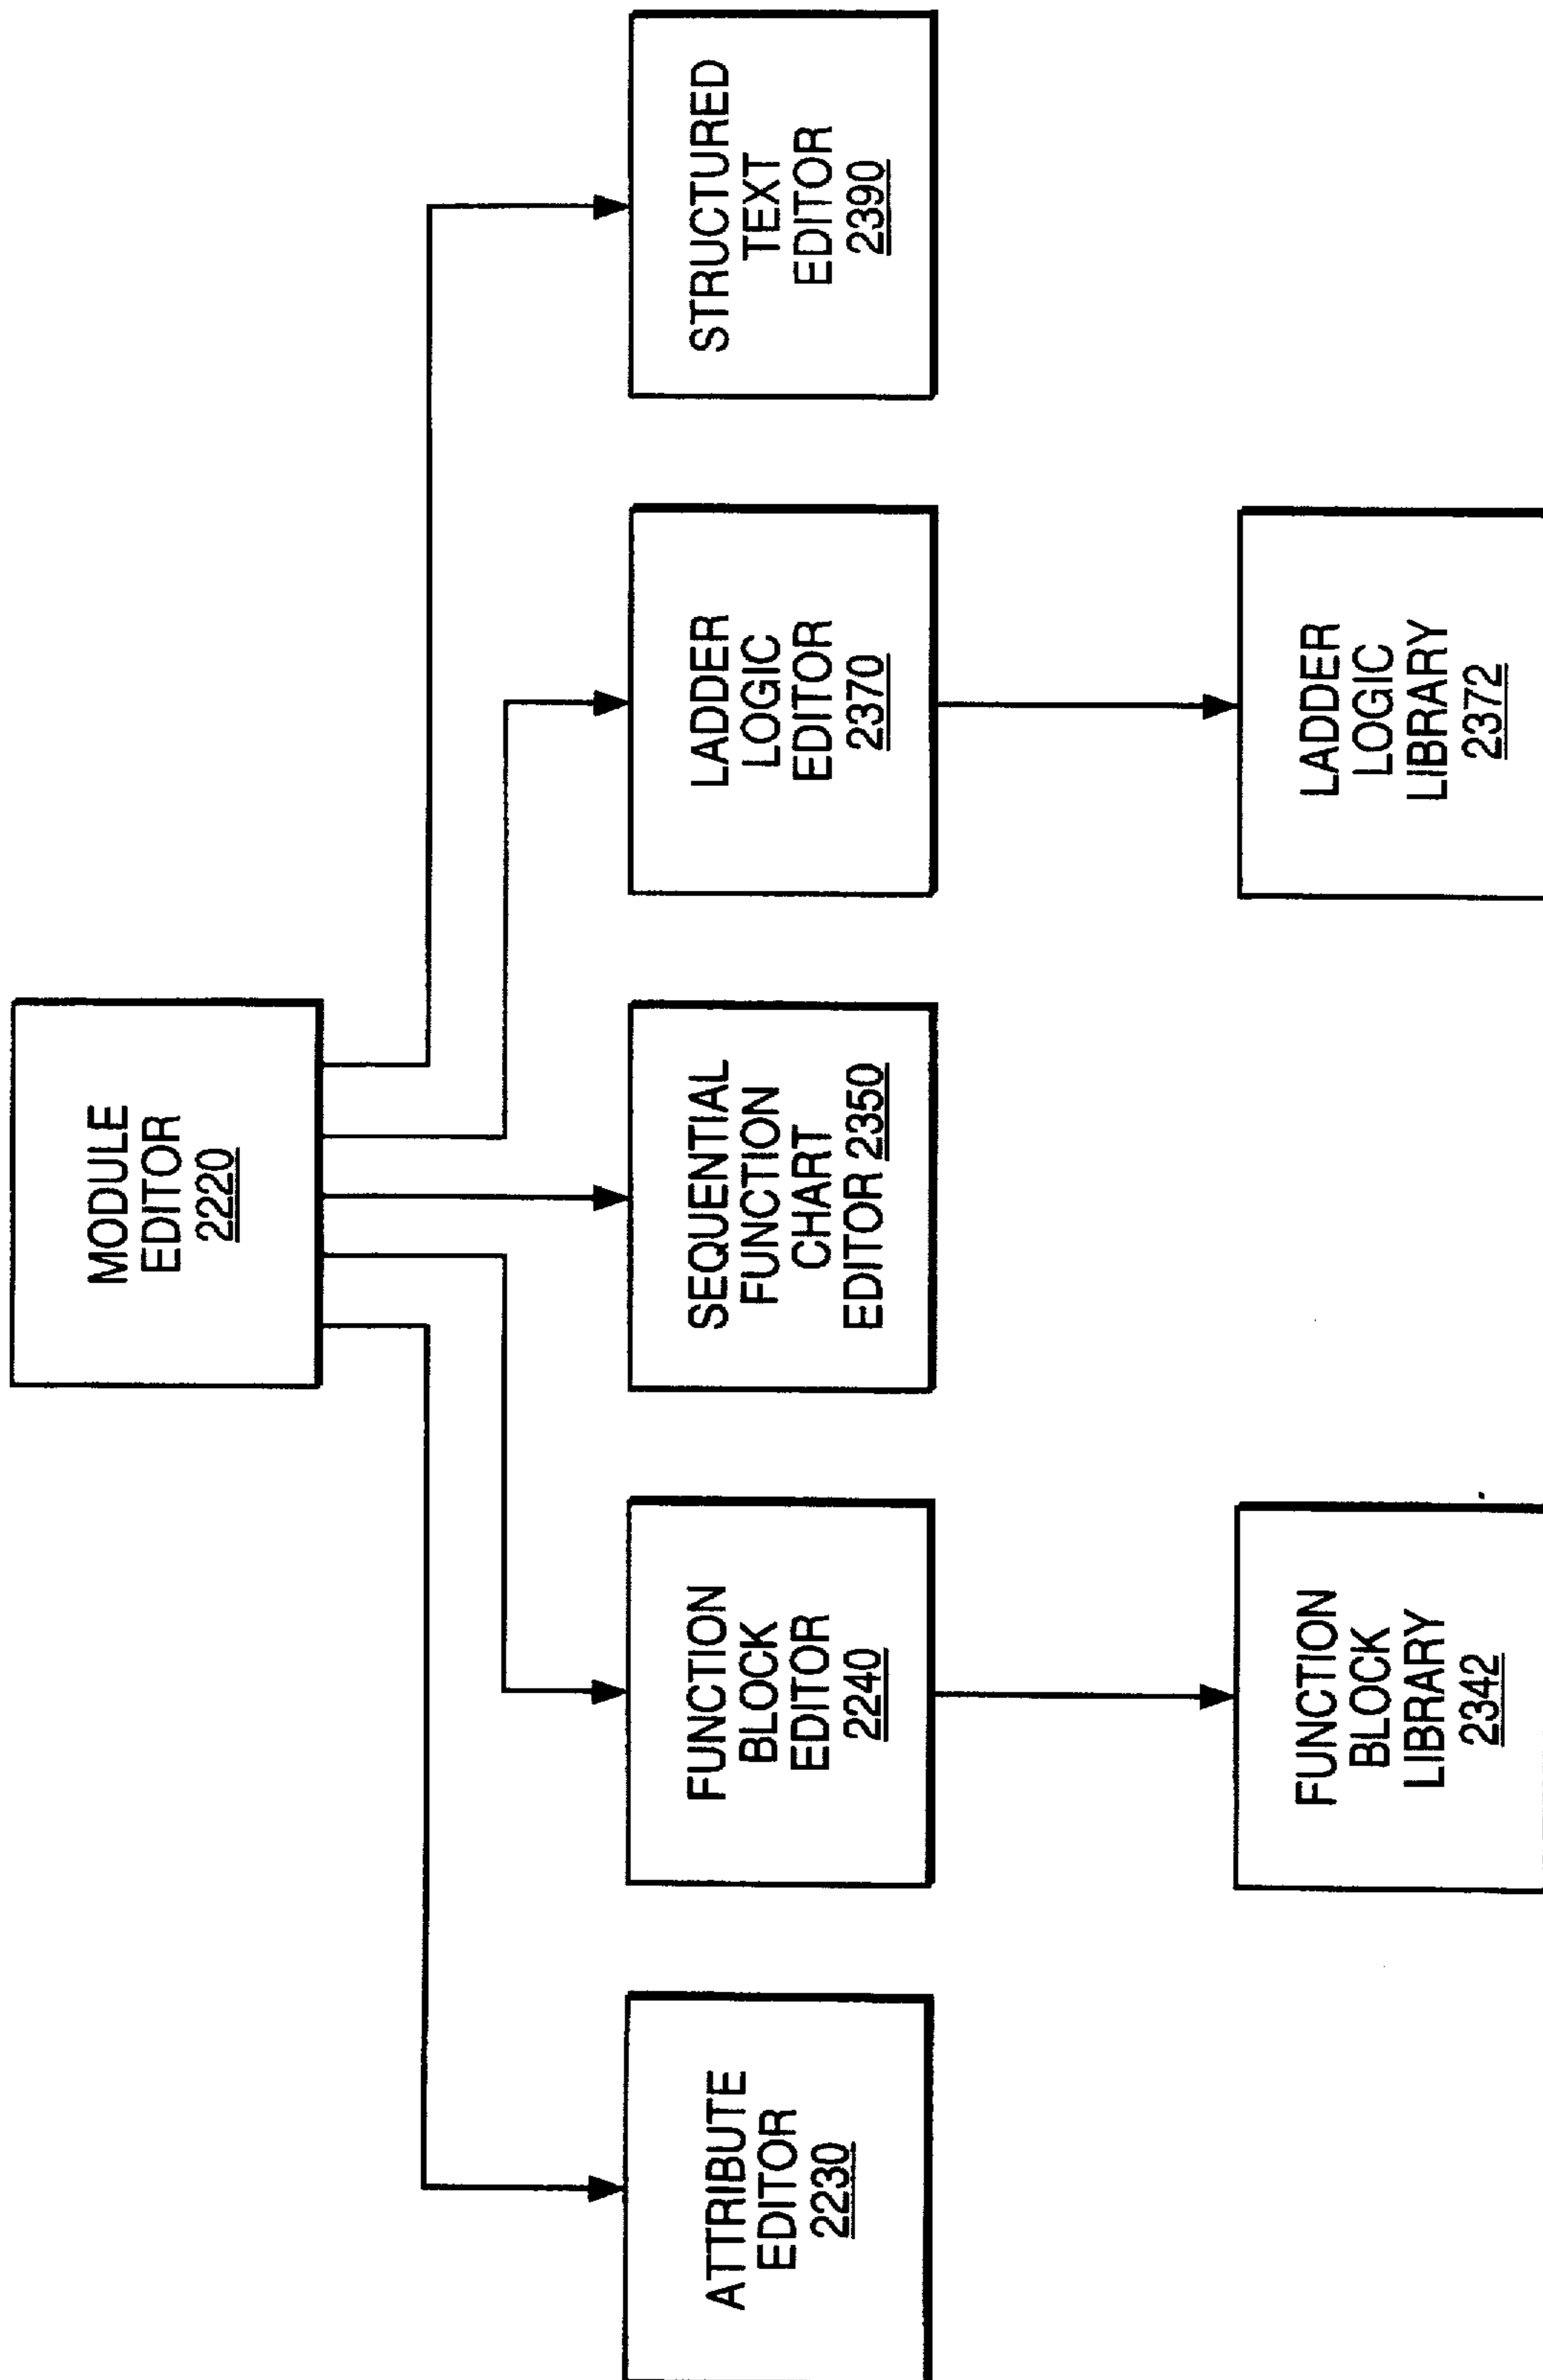 MODULE
EDITOR
2220
ATTRIBUTE
EDITOR
2230
FUNCTION
BLOCK
EDITOR
2240
SEQUENTIAL
FUNCTION
CHART
EDITOR 2350
LADDER
LOGIC
EDITOR
2370
STRUCTURED
TEXT
EDITOR
2390
FUNCTION
BLOCK
LIBRARY
2342
LADDER
LOGIC
LIBRARY
2372